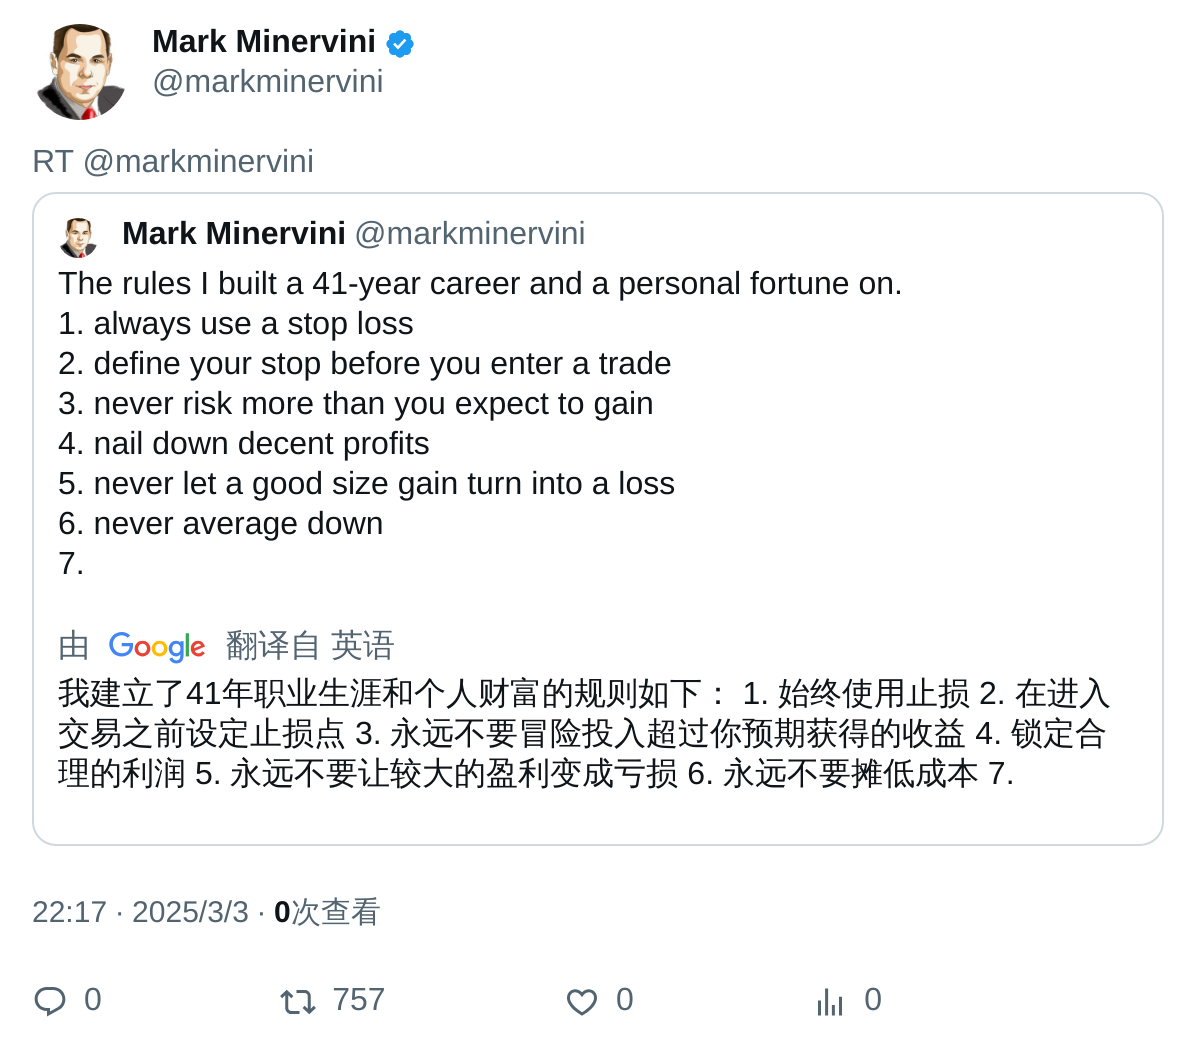 Mark Minervini
@markminervini
RT @markminervini
Mark Minervini @markminervini
The rules I built a 41-year career and a personal fortune on.
1. always use a stop loss
2. define your stop before you enter a trade
3. never risk more than you expect to gain
4. nail down decent profits
5. never let a good size gain turn into a loss
6. never average down
7.
由 Google 翻译自 英语
我建立了41年职业生涯和个人财富的规则如下： 1. 始终使用止损 2. 在进入
交易之前设定止损点 3. 永远不要冒险投入超过你预期获得的收益 4. 锁定合
理的利润 5. 永远不要让较大的盈利变成亏损 6. 永远不要摊低成本 7.
22:17 · 2025/3/3 · 0次查看
0 757 0 0